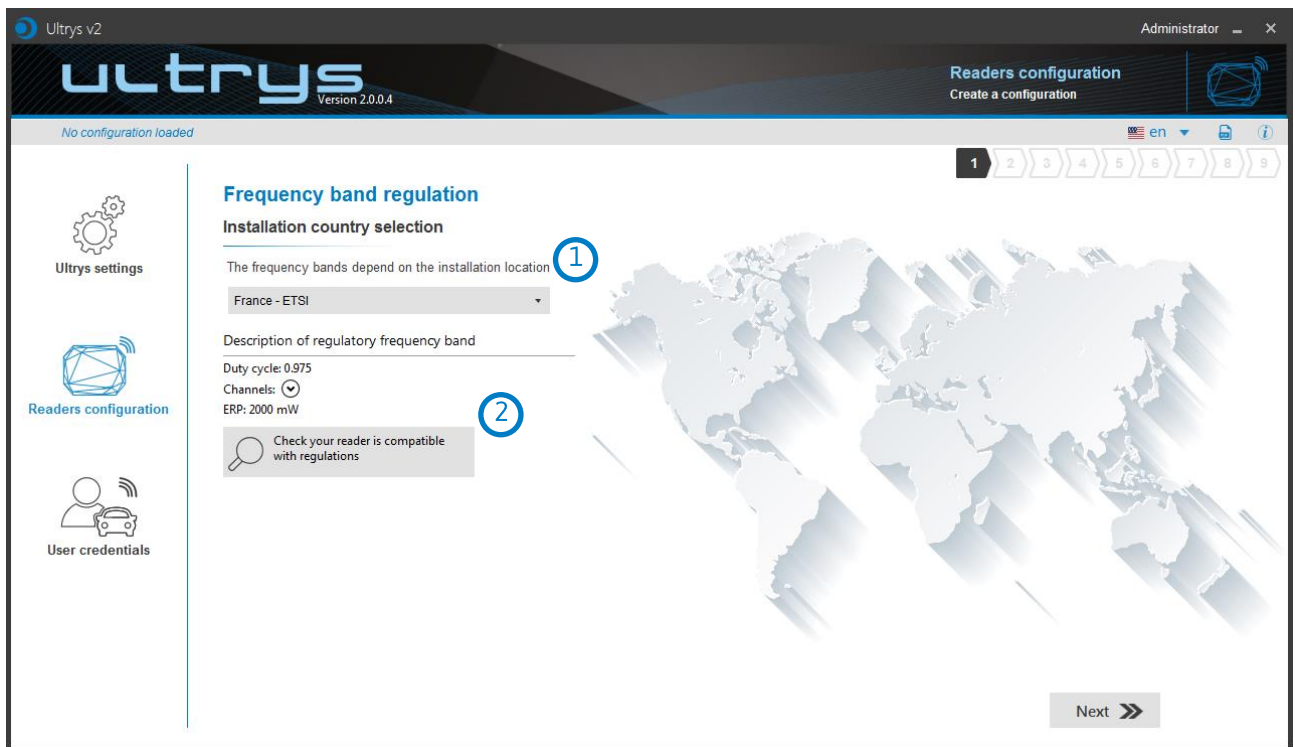 Ultrys v2
Administrator
ultrys
Version 2.0.0.4
Readers configuration
Create a configuration
No configuration loaded
en
i
1 2 3 4 5 6 7 8 9
Frequency band regulation
Installation country selection
The frequency bands depend on the installation location
1
France - ETSI
Description of regulatory frequency band
Duty cycle: 0.975
Channels:
ERP: 2000 mW
2
Check your reader is compatible
with regulations
Ultrys settings
Readers configuration
User credentials
Next